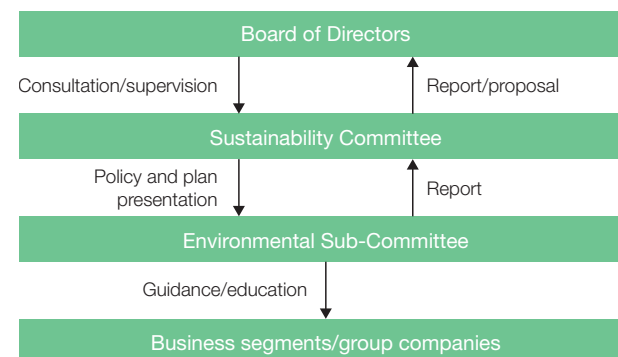 Board of Directors
Consultation/supervision
Report/proposal
Sustainability Committee
Policy and plan
presentation
Report
Environmental Sub-Committee
Guidance/education
Business segments/group companies